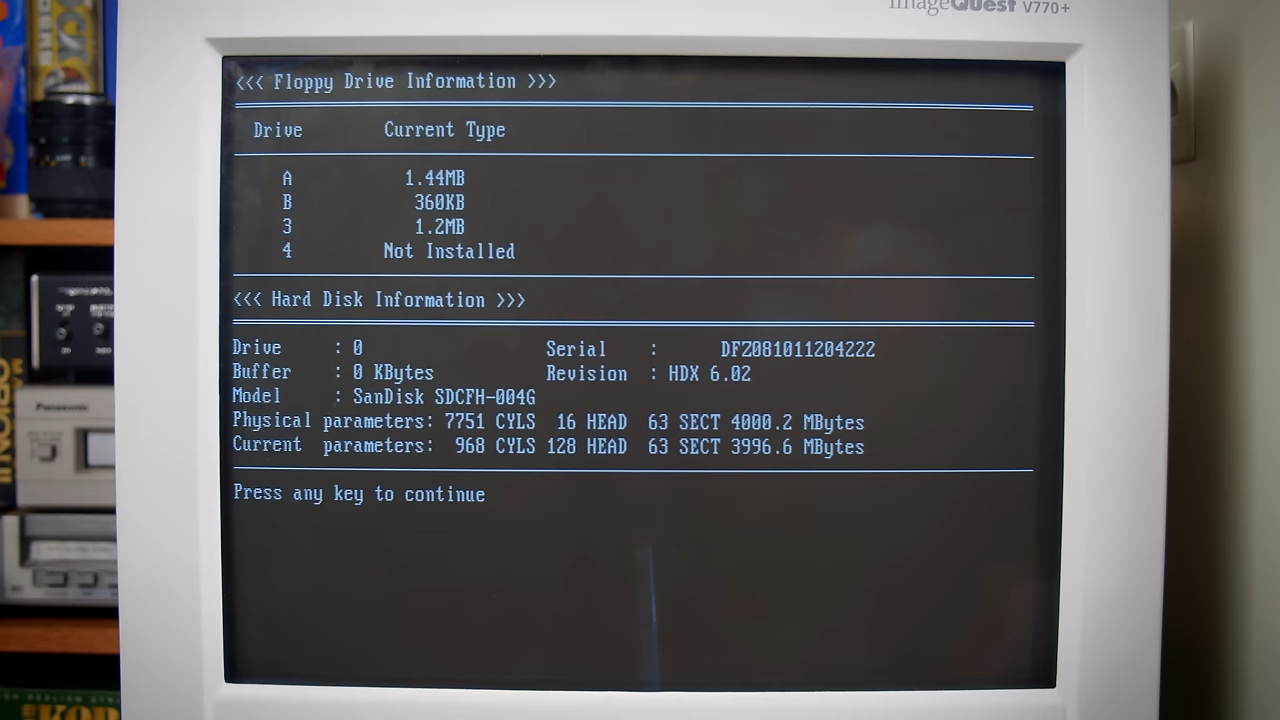 ImageQuest V770+
<<< Floppy Drive Information >>>
Drive Current Type
A 1.44MB
B 360KB
3 1.2MB
4 Not Installed
<<< Hard Disk Information >>>
Drive : 0 Serial : DFZ081011204222
Buffer : 0 KBytes Revision : HDX 6.02
Model : SanDisk SDCFH-004G
Physical parameters: 7751 CYLS 16 HEAD 63 SECT 4000.2 MBytes
Current parameters: 968 CYLS 128 HEAD 63 SECT 3996.6 MBytes
Press any key to continue
Panasonic